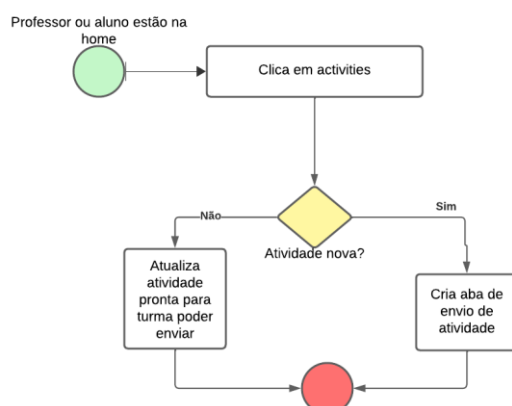 Professor ou aluno estão na
home
Clica em activities
Não
Sim
Atividade nova?
Atualiza
atividade
pronta para
turma poder
enviar
Cria aba de
envio de
atividade